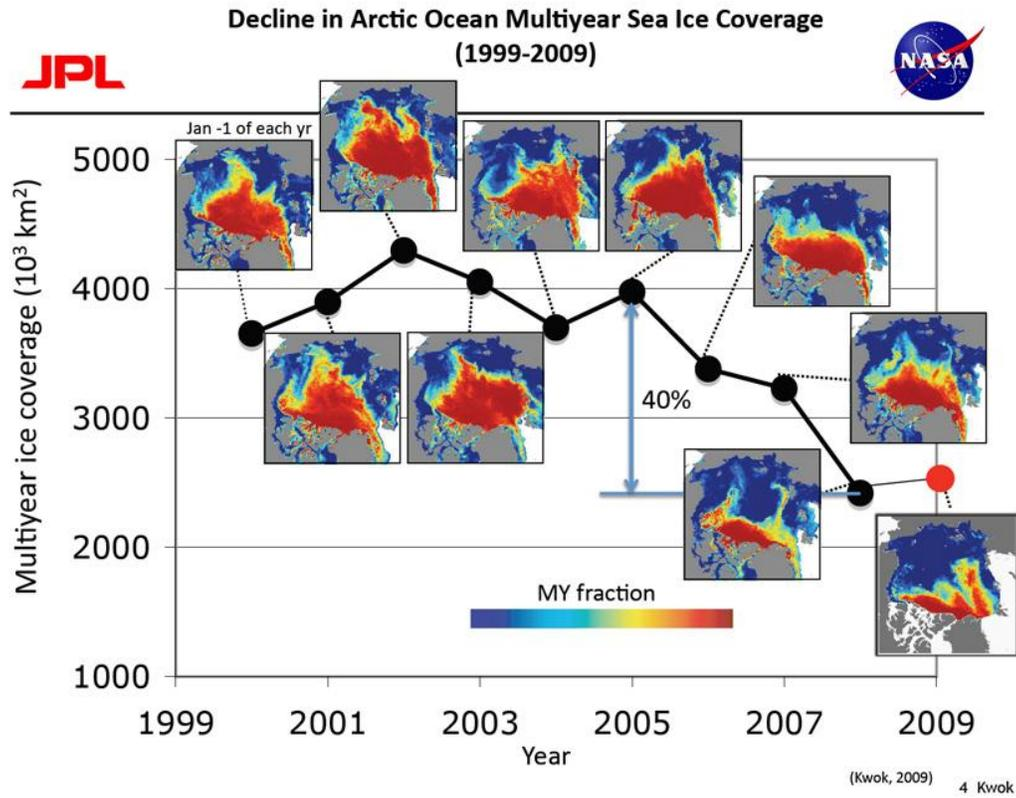 Decline in Arctic Ocean Multiyear Sea Ice Coverage
(1999-2009)
JPL
NASA
Jan -1 of each yr
Multiyear ice coverage (10³ km²)
5000
4000
3000
2000
1000
40%
MY fraction
1999 2001 2003 2005 2007 2009
Year
(Kwok, 2009)
4 Kwok